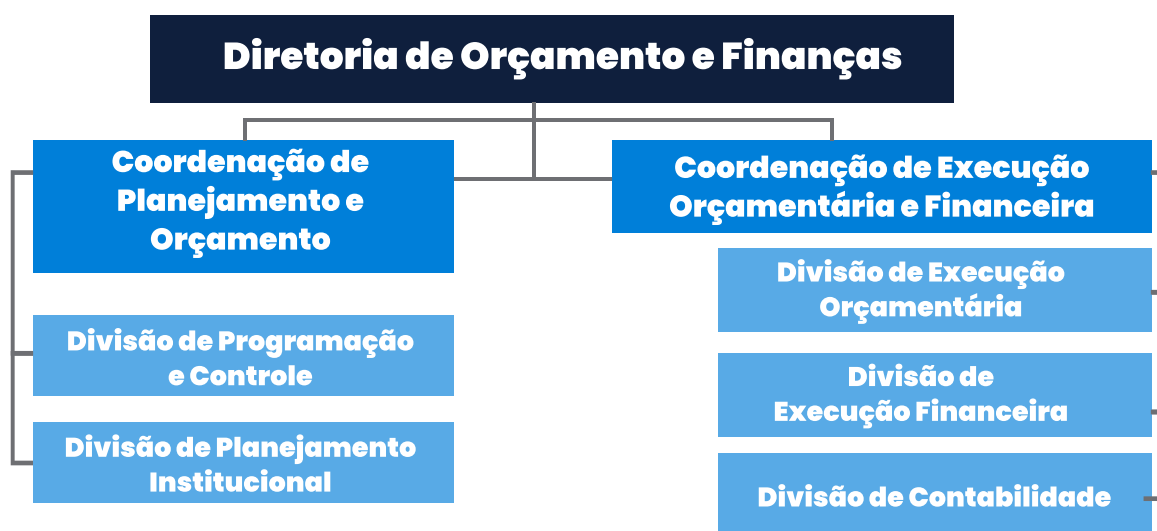 Diretoria de Orçamento e Finanças
Coordenação de
Planejamento e
Orçamento
Divisão de Programação
e Controle
Divisão de Planejamento
Institucional
Coordenação de Execução
Orçamentária e Financeira
Divisão de Execução
Orçamentária
Divisão de
Execução Financeira
Divisão de Contabilidade